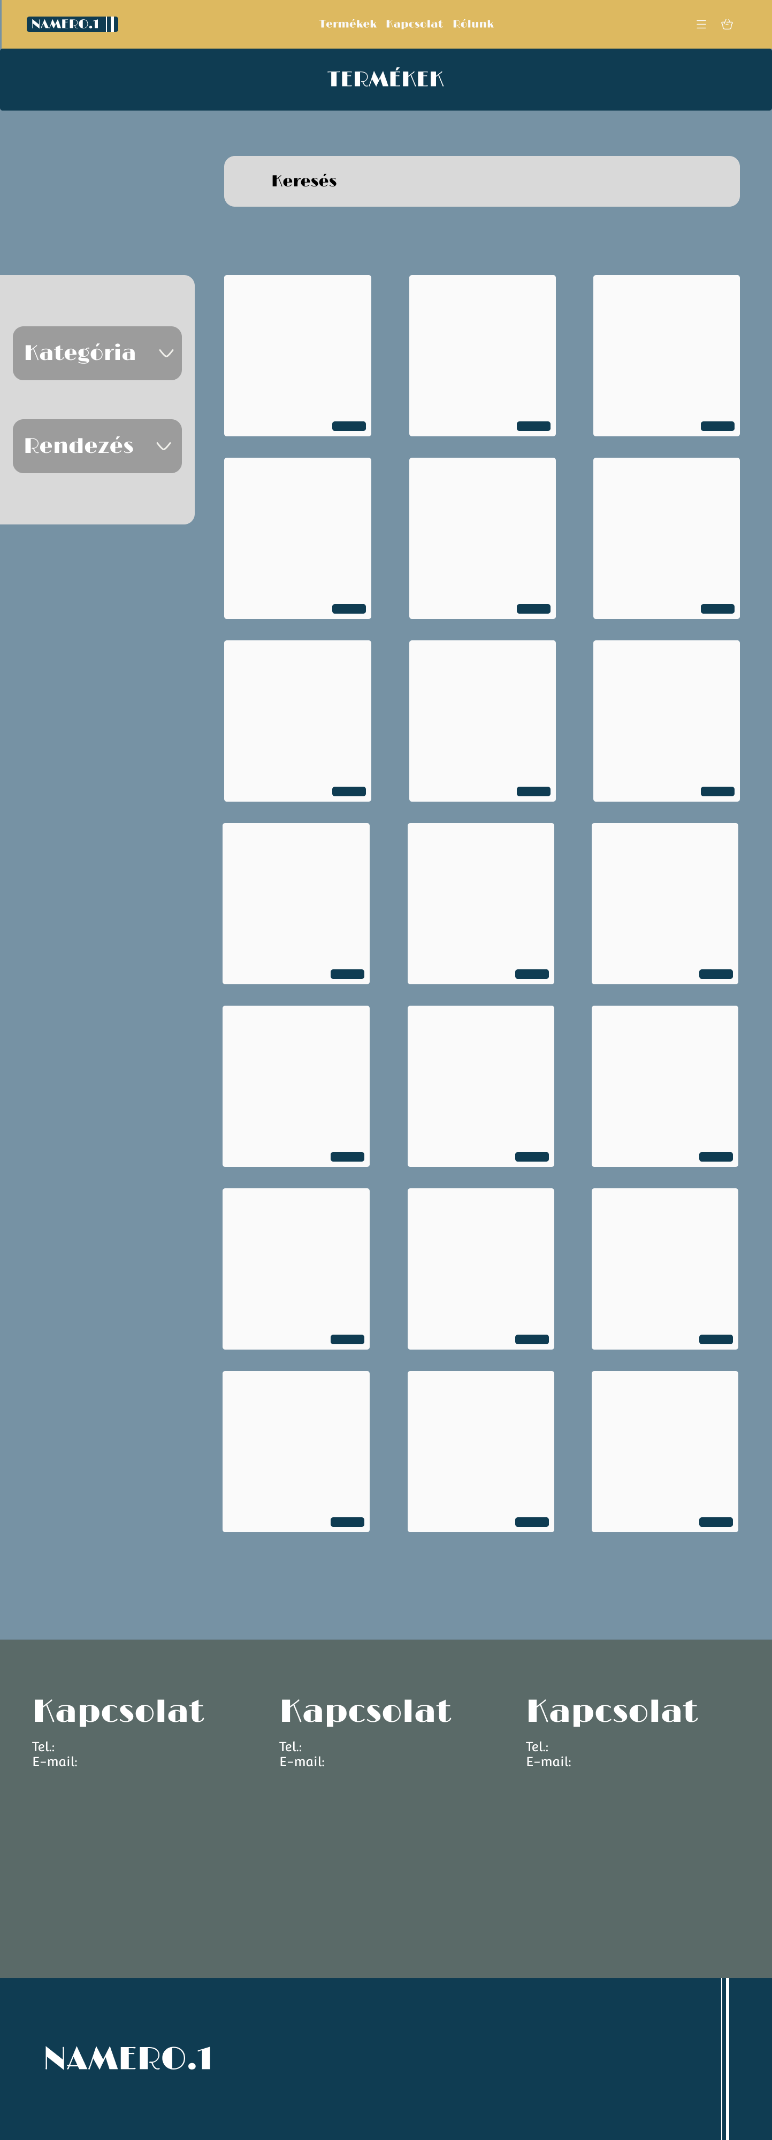 NAMERO.1
Termékek Kapcsolat Rólunk
TERMÉKEK
Keresés
Kategória
Rendezés
Kapcsolat
Tel.:
E-mail:
Kapcsolat
Tel.:
E-mail:
Kapcsolat
Tel.:
E-mail:
NAMERO.1